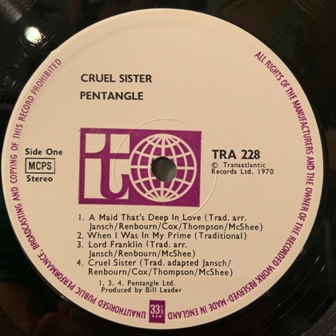 CRUEL SISTER
PENTANGLE
Side One
MCPS
Stereo
it
TRA 228
© Transatlantic
Records Ltd. 1970
1. A Maid That's Deep In Love (Trad. arr.
Jansch/Renbourn/Cox/Thompson/McShee)
2. When I Was In My Prime (Traditional)
3. Lord Franklin (Trad. arr.
Jansch/Renbourn/McShee)
4. Cruel Sister (Trad. adapted Jansch/
Renbourn/Cox/Thompson/McShee)
1, 3, 4. Pentangle Ltd.
Produced by Bill Leader
33⅓
RPM
ALL RIGHTS OF THE MANUFACTURERS AND THE OWNER OF THE RECORDED WORK RESERVED-MADE IN ENGLAND
UNAUTHORISED PUBLIC PERFORMANCE, BROADCASTING AND COPYING OF THIS RECORD PROHIBITED